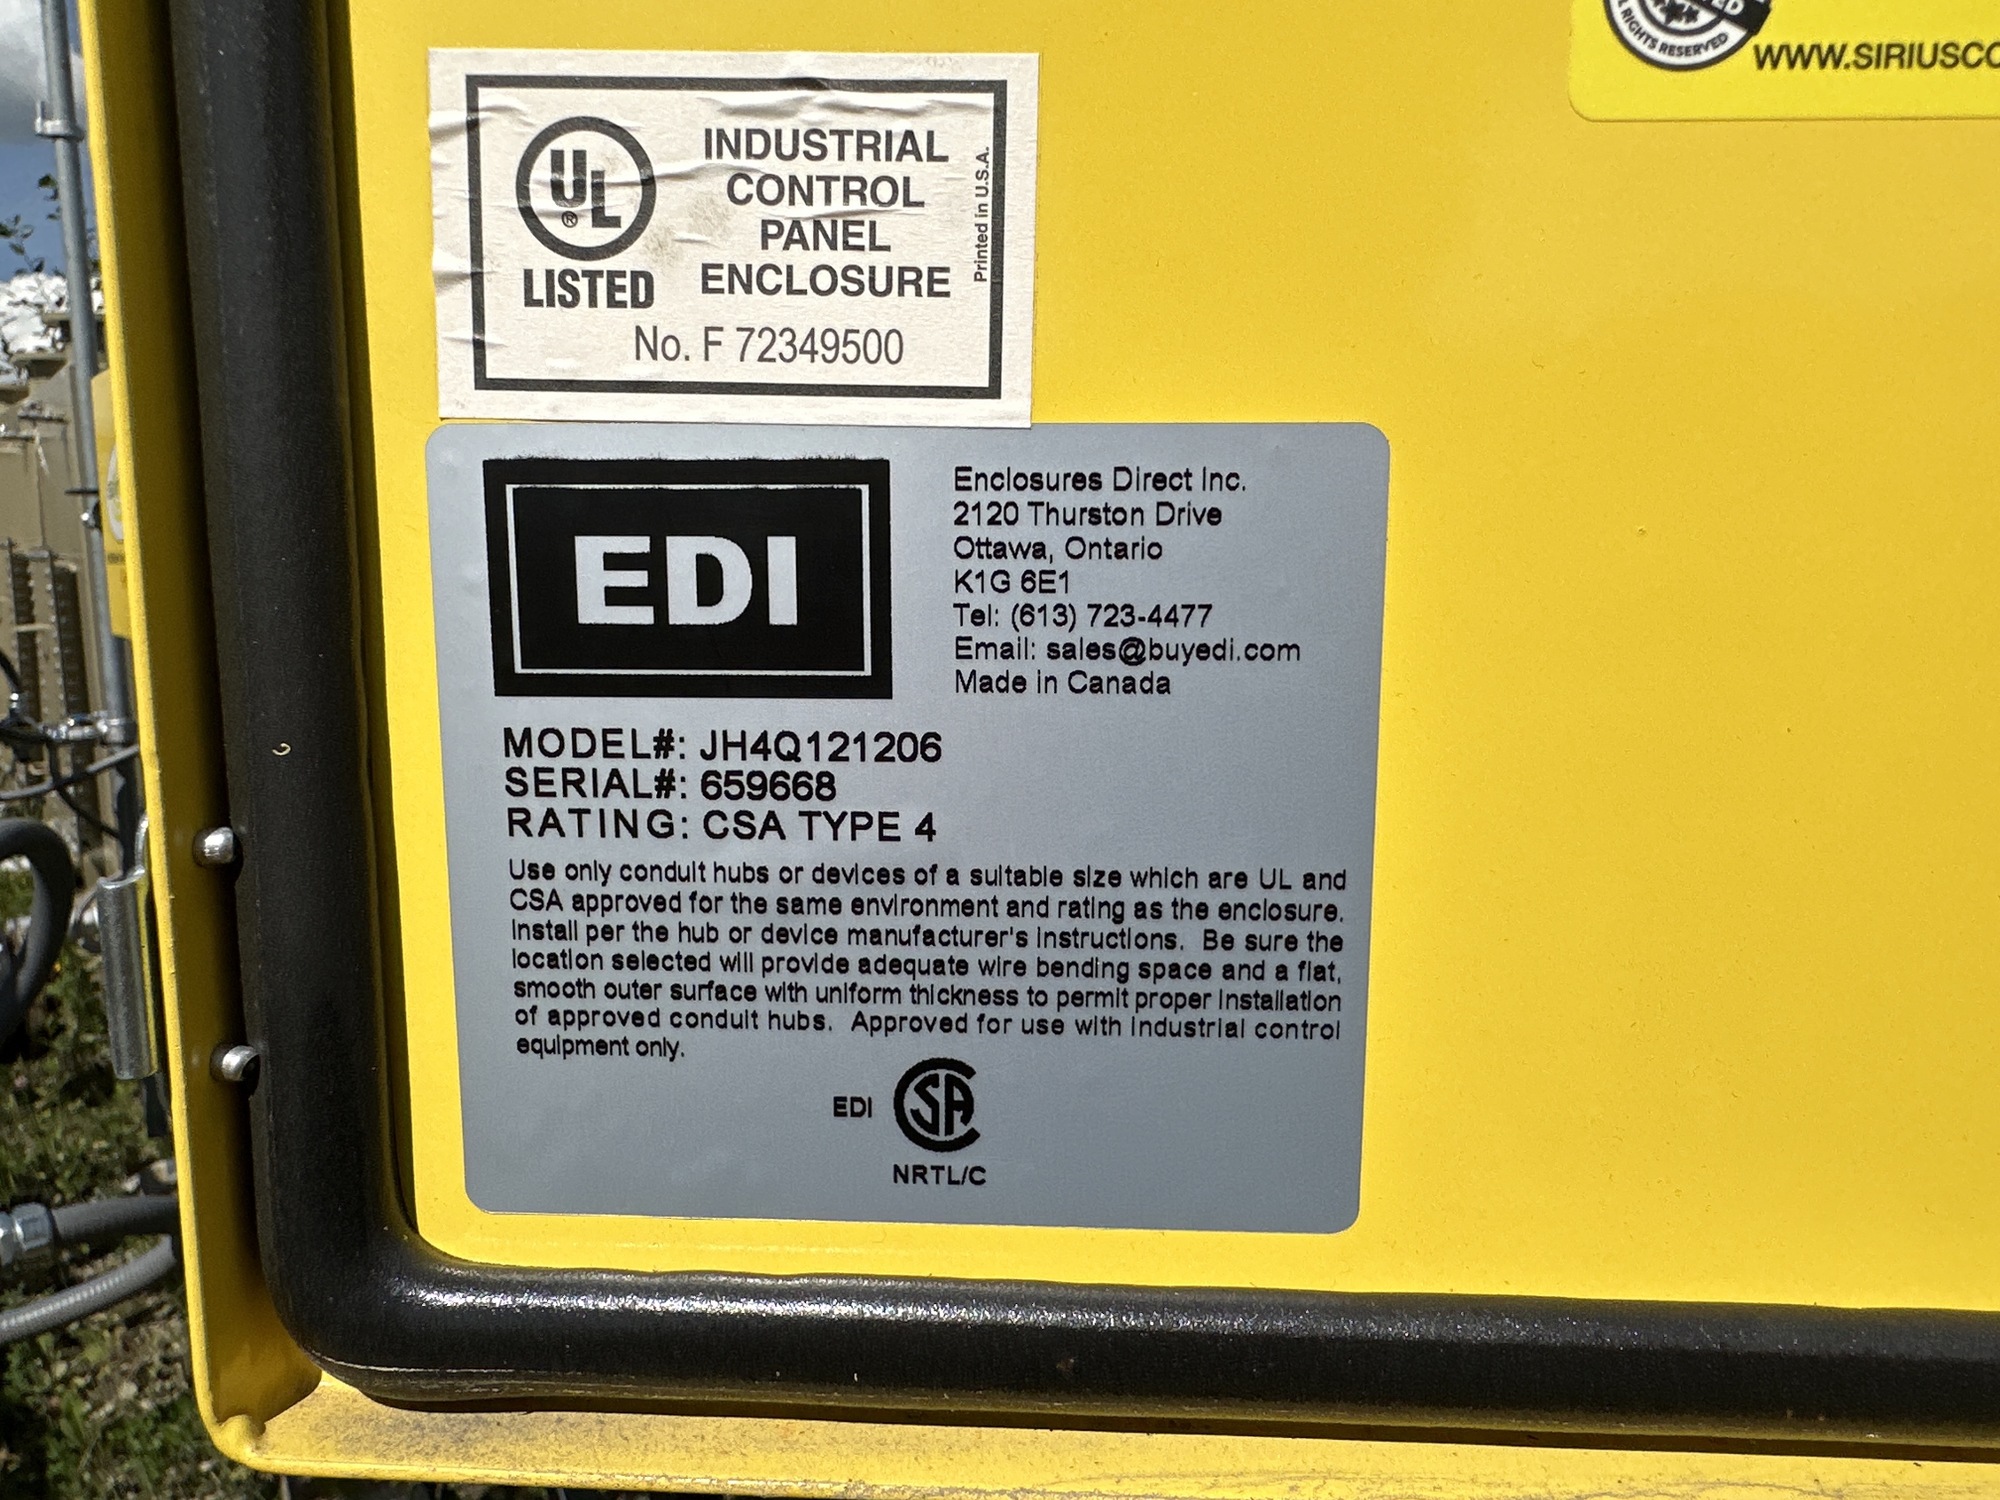 UL
®
LISTED
INDUSTRIAL
CONTROL
PANEL
ENCLOSURE
Printed in U.S.A.
No. F 72349500
RIGHTS RESERVED
WWW.SIRIUSCO
EDI
Enclosures Direct Inc.
2120 Thurston Drive
Ottawa, Ontario
K1G 6E1
Tel: (613) 723-4477
Email: sales@buyedi.com
Made in Canada
MODEL#: JH4Q121206
SERIAL#: 659668
RATING: CSA TYPE 4
Use only conduit hubs or devices of a suitable size which are UL and
CSA approved for the same environment and rating as the enclosure.
Install per the hub or device manufacturer's instructions. Be sure the
location selected will provide adequate wire bending space and a flat,
smooth outer surface with uniform thickness to permit proper installation
of approved conduit hubs. Approved for use with industrial control
equipment only.
EDI
CSA
NRTL/C